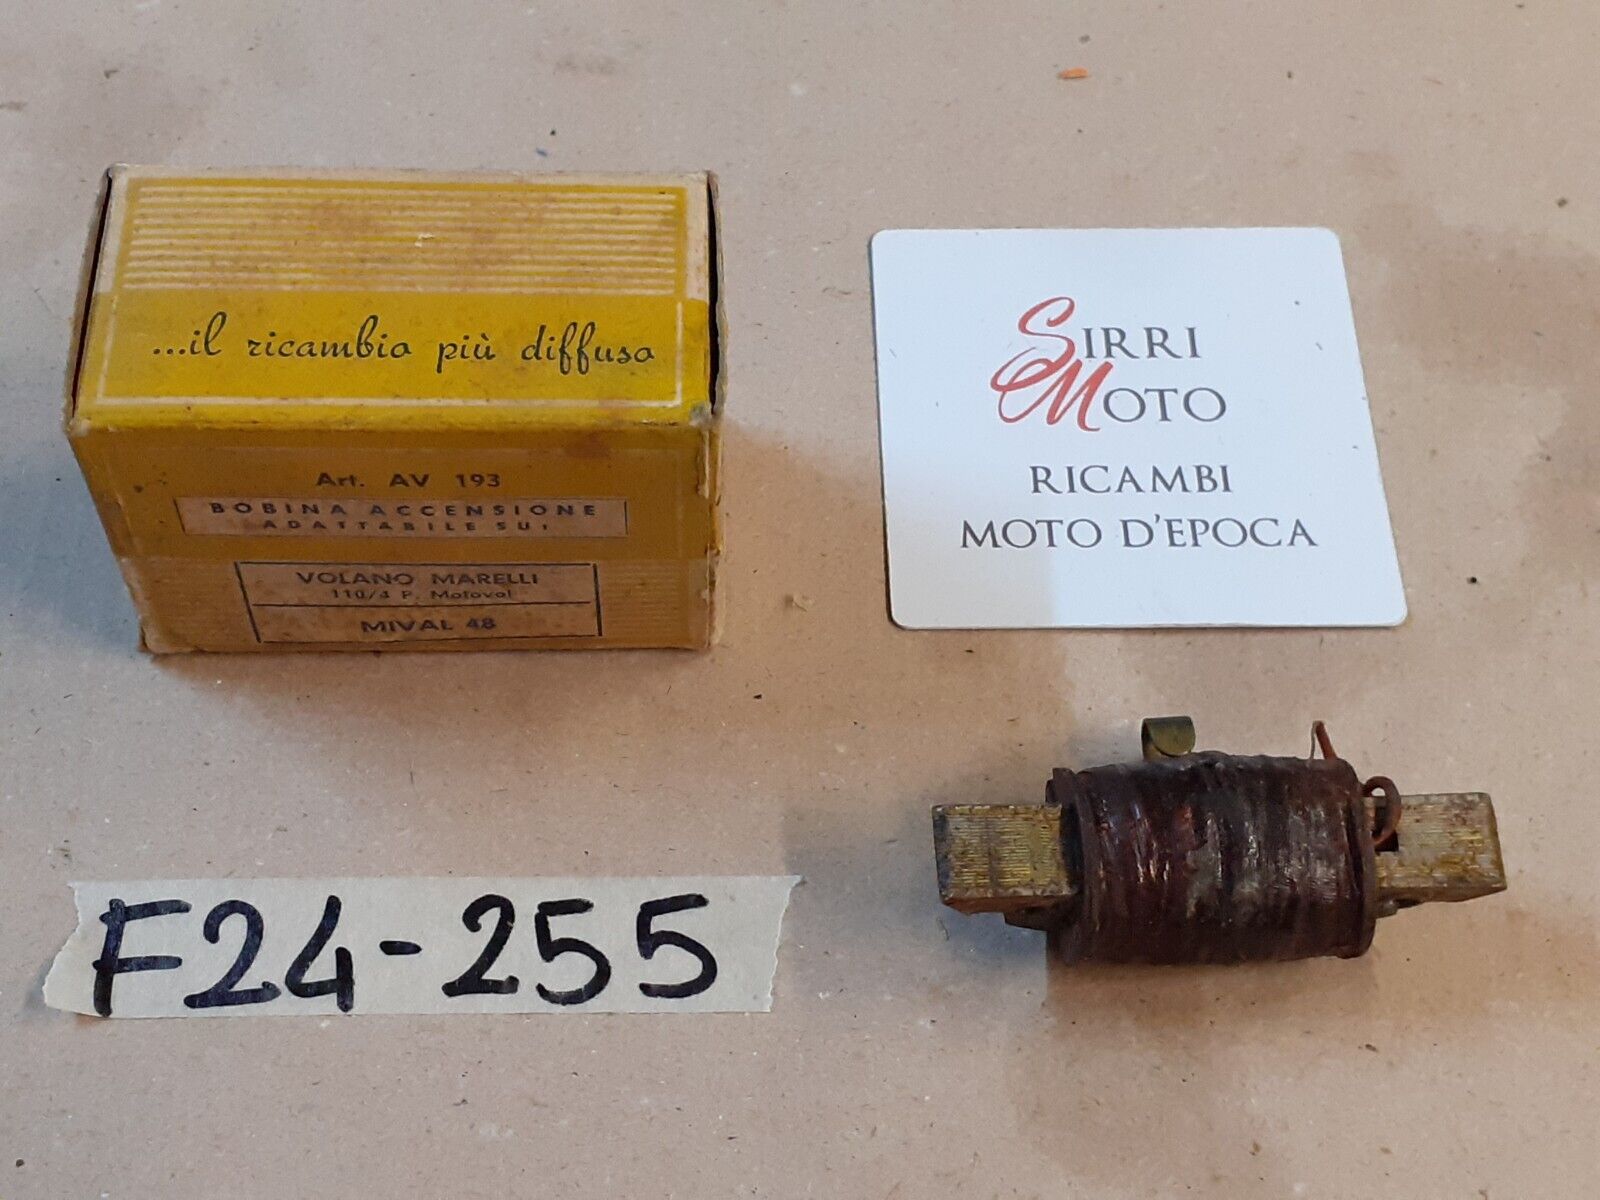 ...il ricambio più diffuso
Art. AV 193
BOBINA ACCENSIONE
ADATTABILE SU:
VOLANO MARELLI
110/4 P. Motoval
MIVAL 48
SIRRI
MOTO
RICAMBI
MOTO D'EPOCA
F24-255